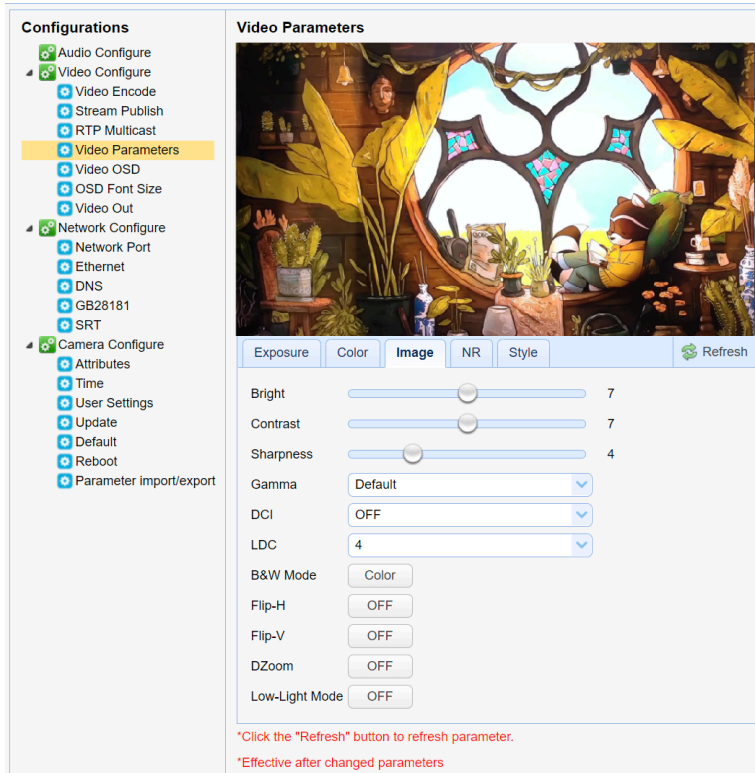 Configurations
Audio Configure
Video Configure
Video Encode
Stream Publish
RTP Multicast
Video Parameters
Video OSD
OSD Font Size
Video Out
Network Configure
Network Port
Ethernet
DNS
GB28181
SRT
Camera Configure
Attributes
Time
User Settings
Update
Default
Reboot
Parameter import/export
Video Parameters
Exposure Color Image NR Style Refresh
Bright 7
Contrast 7
Sharpness 4
Gamma Default
DCI OFF
LDC 4
B&W Mode Color
Flip-H OFF
Flip-V OFF
DZoom OFF
Low-Light Mode OFF
*Click the "Refresh" button to refresh parameter.
*Effective after changed parameters